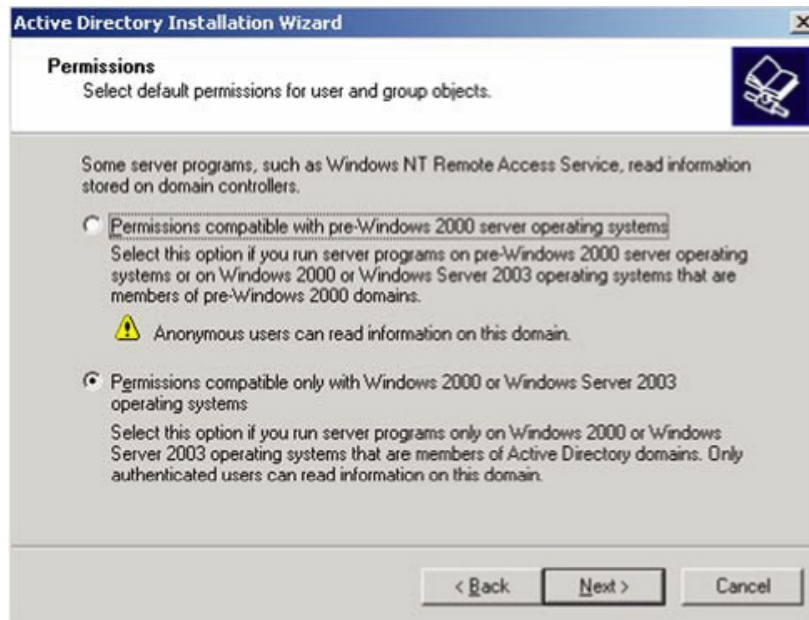 Active Directory Installation Wizard
Permissions
Select default permissions for user and group objects.
Some server programs, such as Windows NT Remote Access Service, read information
stored on domain controllers.
Permissions compatible with pre-Windows 2000 server operating systems
Select this option if you run server programs on pre-Windows 2000 server operating
systems or on Windows 2000 or Windows Server 2003 operating systems that are
members of pre-Windows 2000 domains.
Anonymous users can read information on this domain.
Permissions compatible only with Windows 2000 or Windows Server 2003
operating systems
Select this option if you run server programs only on Windows 2000 or Windows
Server 2003 operating systems that are members of Active Directory domains. Only
authenticated users can read information on this domain.
< Back Next > Cancel